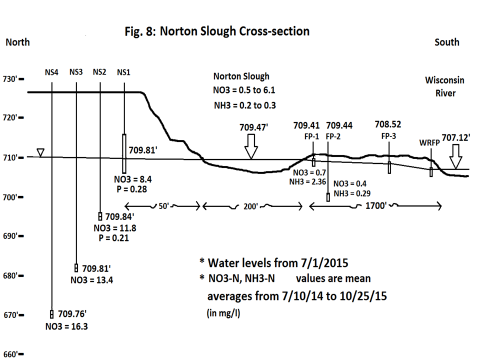 Fig. 8: Norton Slough Cross-section
North
South
NS4
NS3
NS2
NS1
Norton Slough
NO3 = 0.5 to 6.1
NH3 = 0.2 to 0.3
Wisconsin
River
730'
720'
710'
700'
690'
680'
670'
660'
709.47'
709.41
FP-1
709.44
FP-2
708.52
FP-3
WRFP
707.12'
709.81'
NO3 = 8.4
P = 0.28
NO3 = 0.7
NH3 = 2.36
NO3 = 0.4
NH3 = 0.29
50'
200'
1700'
709.84'
NO3 = 11.8
P = 0.21
709.81'
NO3 = 13.4
709.76'
NO3 = 16.3
* Water levels from 7/1/2015
* NO3-N, NH3-N values are mean
averages from 7/10/14 to 10/25/15
(in mg/l)